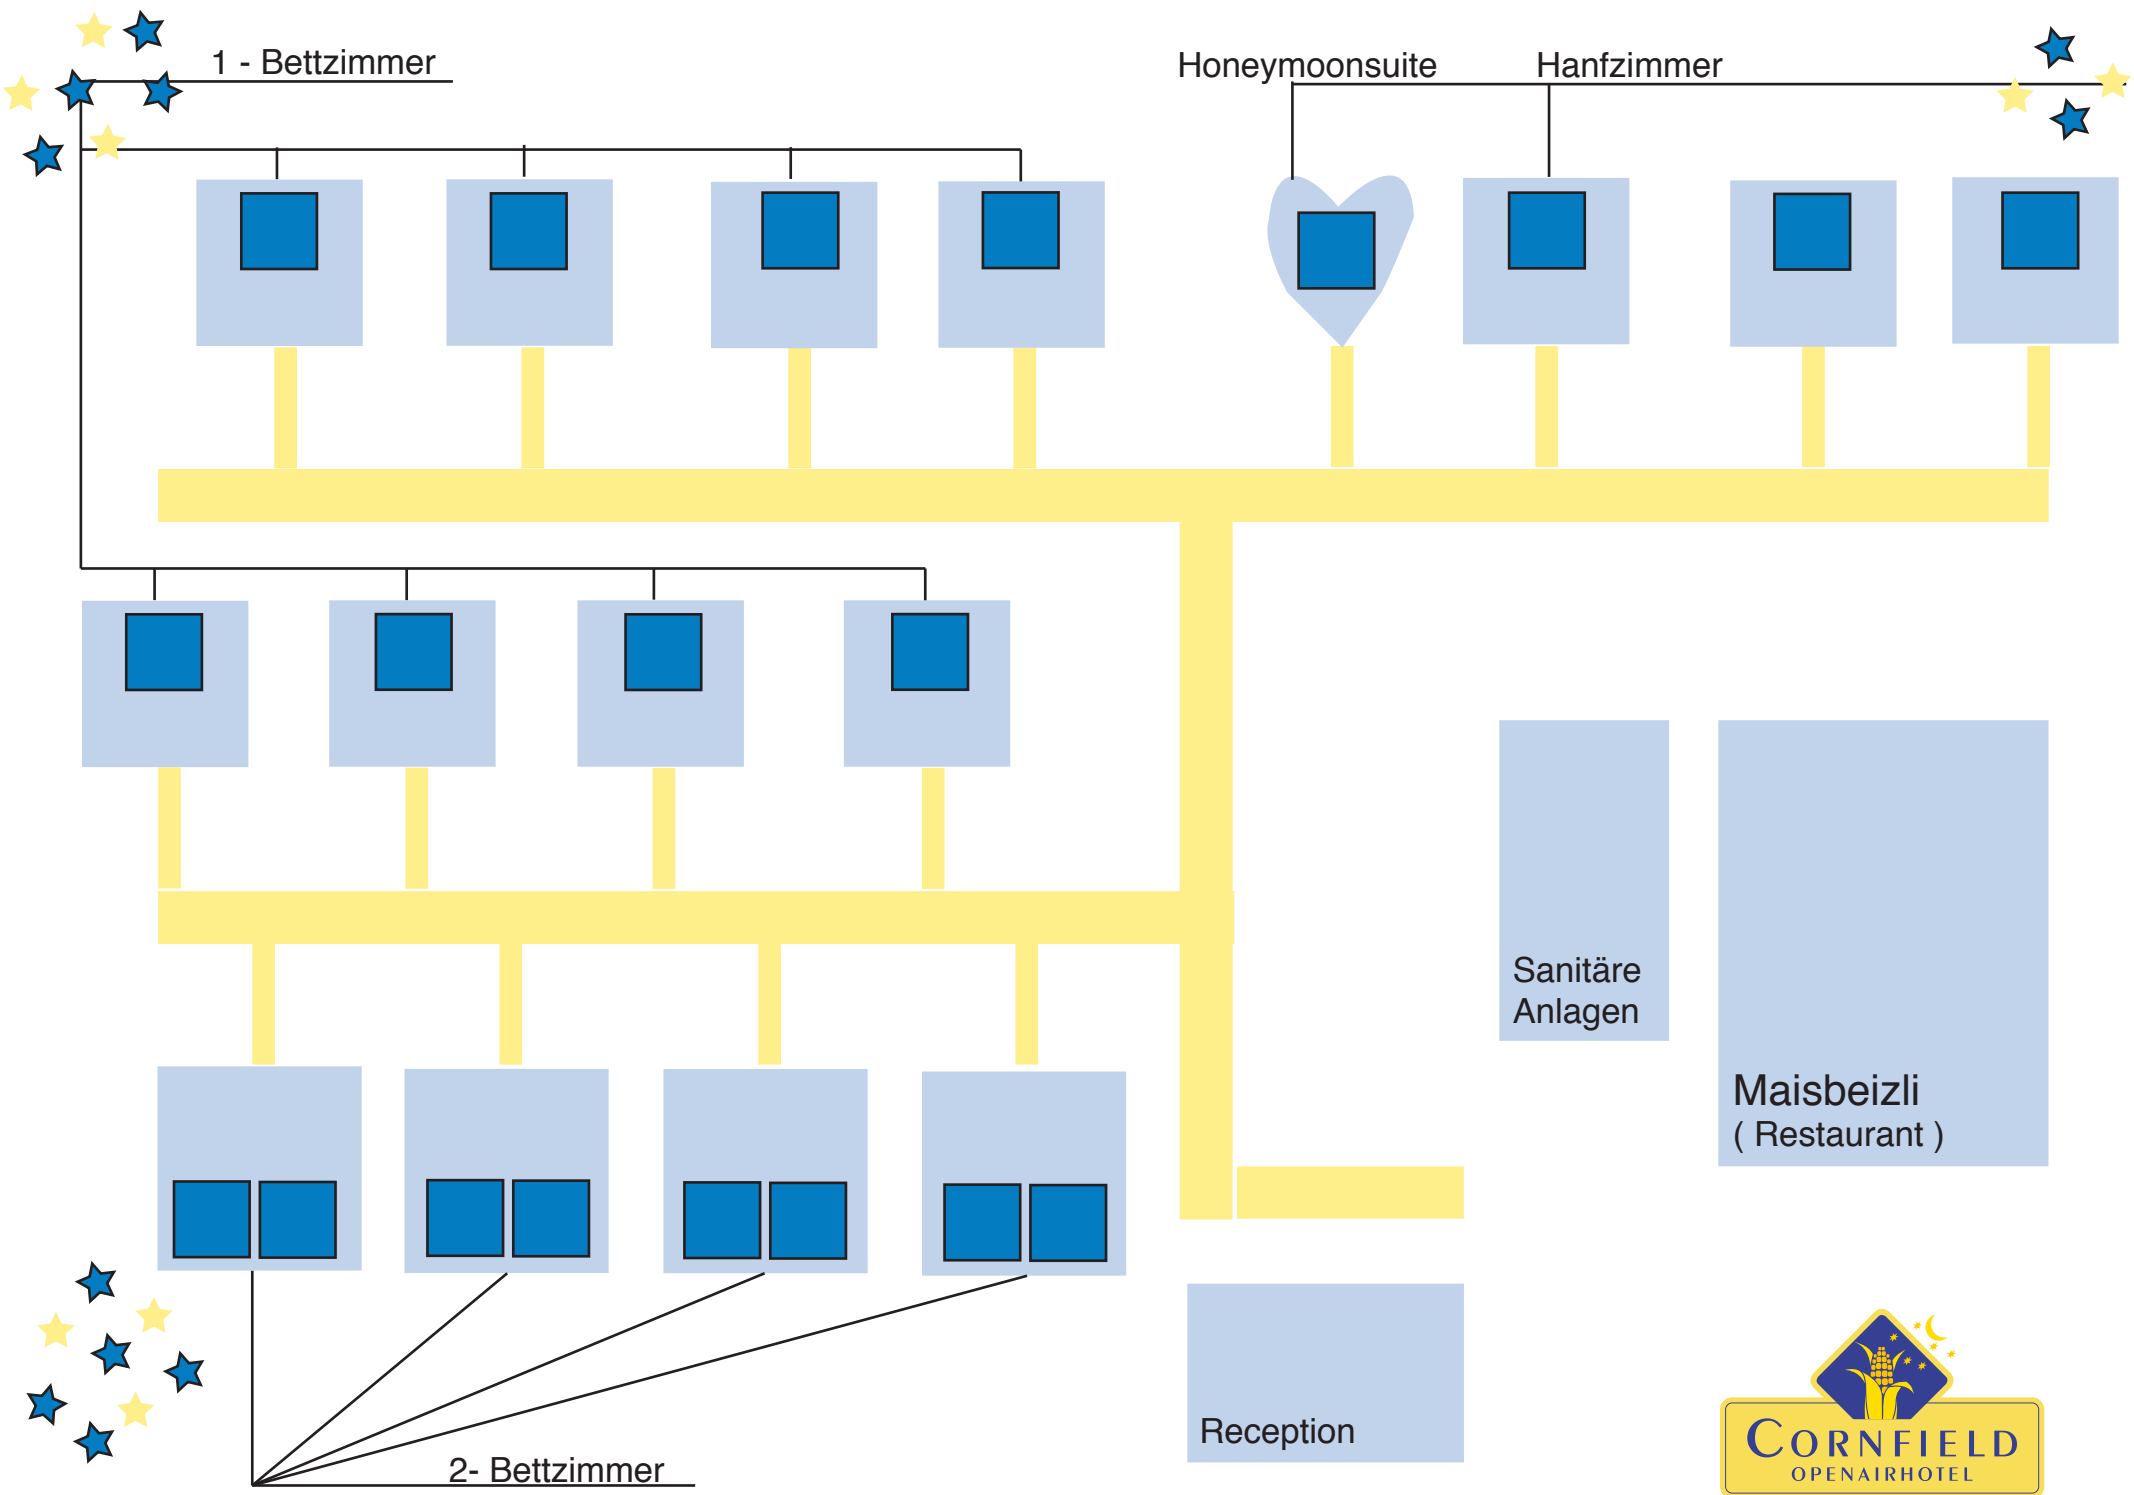 1 - Bettzimmer
Honeymoonsuite
Hanfzimmer
Sanitäre
Anlagen
Maisbeizli
( Restaurant )
Reception
2- Bettzimmer
CORNFIELD
OPENAIRHOTEL